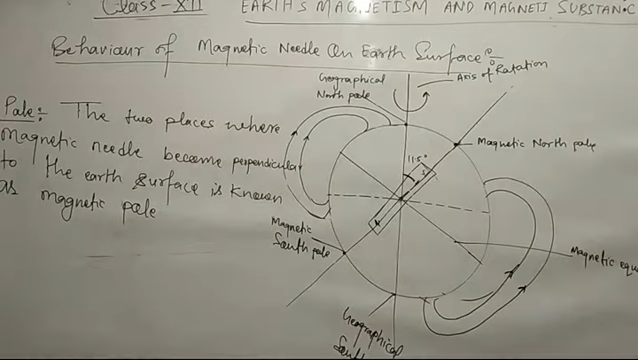 Class-XII EARTH'S MAGNETISM AND MAGNETI SUBSTANC
Behaviour of Magnetic Needle On Earth Surface:-
Pole:- The two places where
magnetic needle become perpendicular
to the earth surface is known
as magnetic pole
Geographical
North pole
Axis of Rotation
Magnetic North pole
11.5°
S
N
Magnetic
South pole
Magnetic equ
Geographical
South